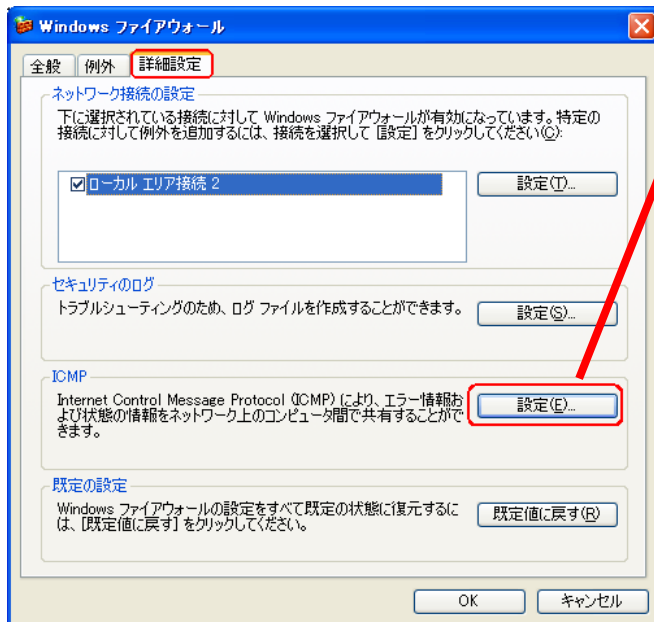 Windows ファイアウォール
全般 例外 詳細設定
ネットワーク接続の設定
下に選択されている接続に対して Windows ファイアウォールが有効になっています。特定の
接続に対して例外を追加するには、接続を選択して [設定] をクリックしてください(C):
ローカル エリア接続 2
設定(T)...
セキュリティのログ
トラブルシューティングのため、ログ ファイルを作成することができます。
設定(S)...
ICMP
Internet Control Message Protocol (ICMP) により、エラー情報お
よび状態の情報をネットワーク上のコンピュータ間で共有することがで
きます。
設定(E)...
既定の設定
Windows ファイアウォールの設定をすべて既定の状態に復元するに
は、[既定値に戻す] をクリックしてください。
既定値に戻す(R)
OK キャンセル